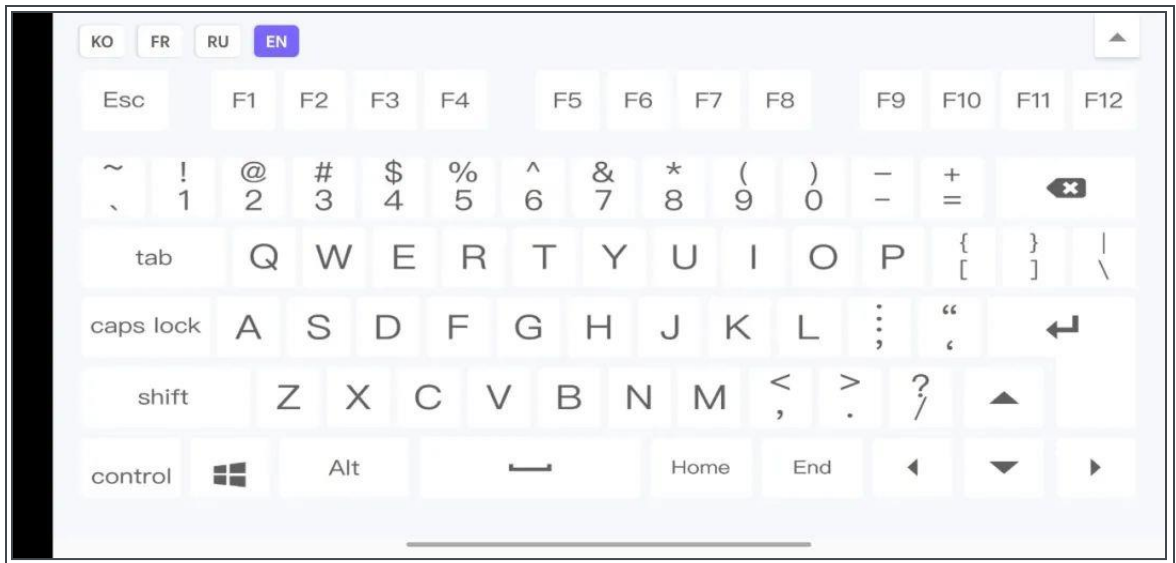 KO FR RU EN
Esc F1 F2 F3 F4 F5 F6 F7 F8 F9 F10 F11 F12
~ ! @ # $ % ^ & * ( ) — +
` 1 2 3 4 5 6 7 8 9 0 – =
tab Q W E R T Y U I O P { [ } ] | \
caps lock A S D F G H J K L : ; “ ‘
shift Z X C V B N M < , > . ? /
control Alt Home End